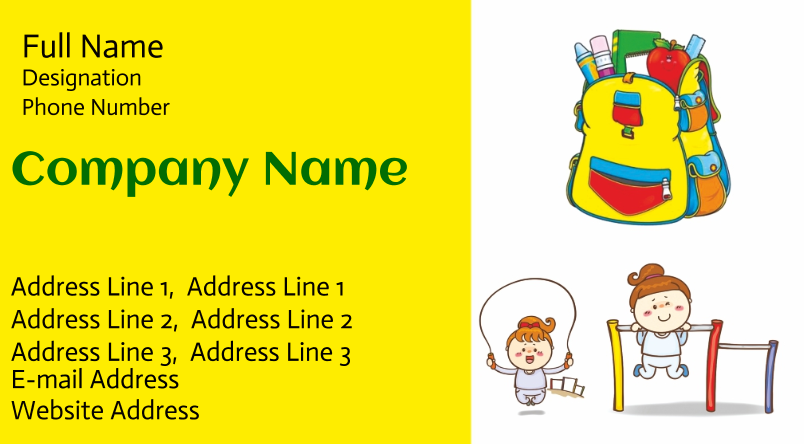 Full Name
Designation
Phone Number
Company Name
Address Line 1,  Address Line 1
Address Line 2,  Address Line 2
Address Line 3,  Address Line 3
E-mail Address
Website Address